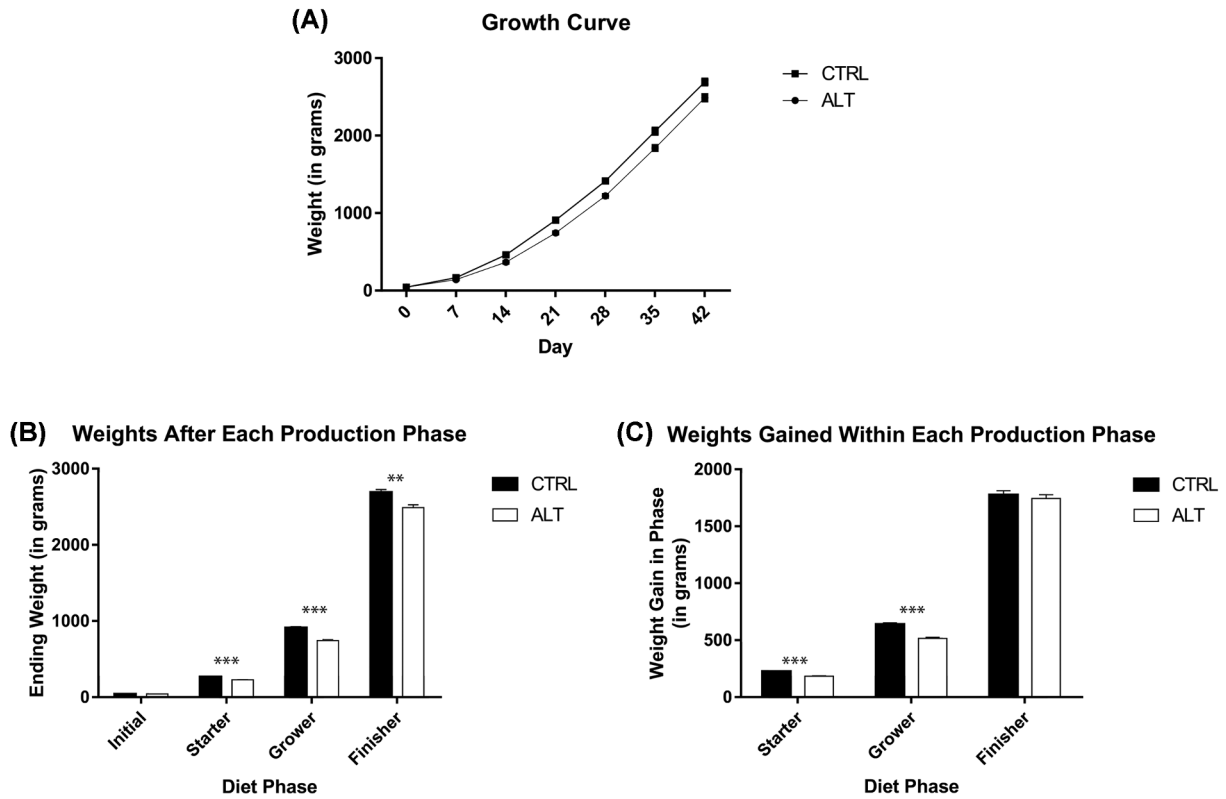 (A) Growth Curve
3000
2000
1000
0
Weight (in grams)
0 7 14 21 28 35 42
Day
CTRL
ALT
(B) Weights After Each Production Phase
3000
2000
1000
0
Ending Weight (in grams)
**
***
***
Initial Starter Grower Finisher
Diet Phase
CTRL
ALT
(C) Weights Gained Within Each Production Phase
2000
1500
1000
500
0
Weight Gain in Phase
(in grams)
***
***
Starter Grower Finisher
Diet Phase
CTRL
ALT